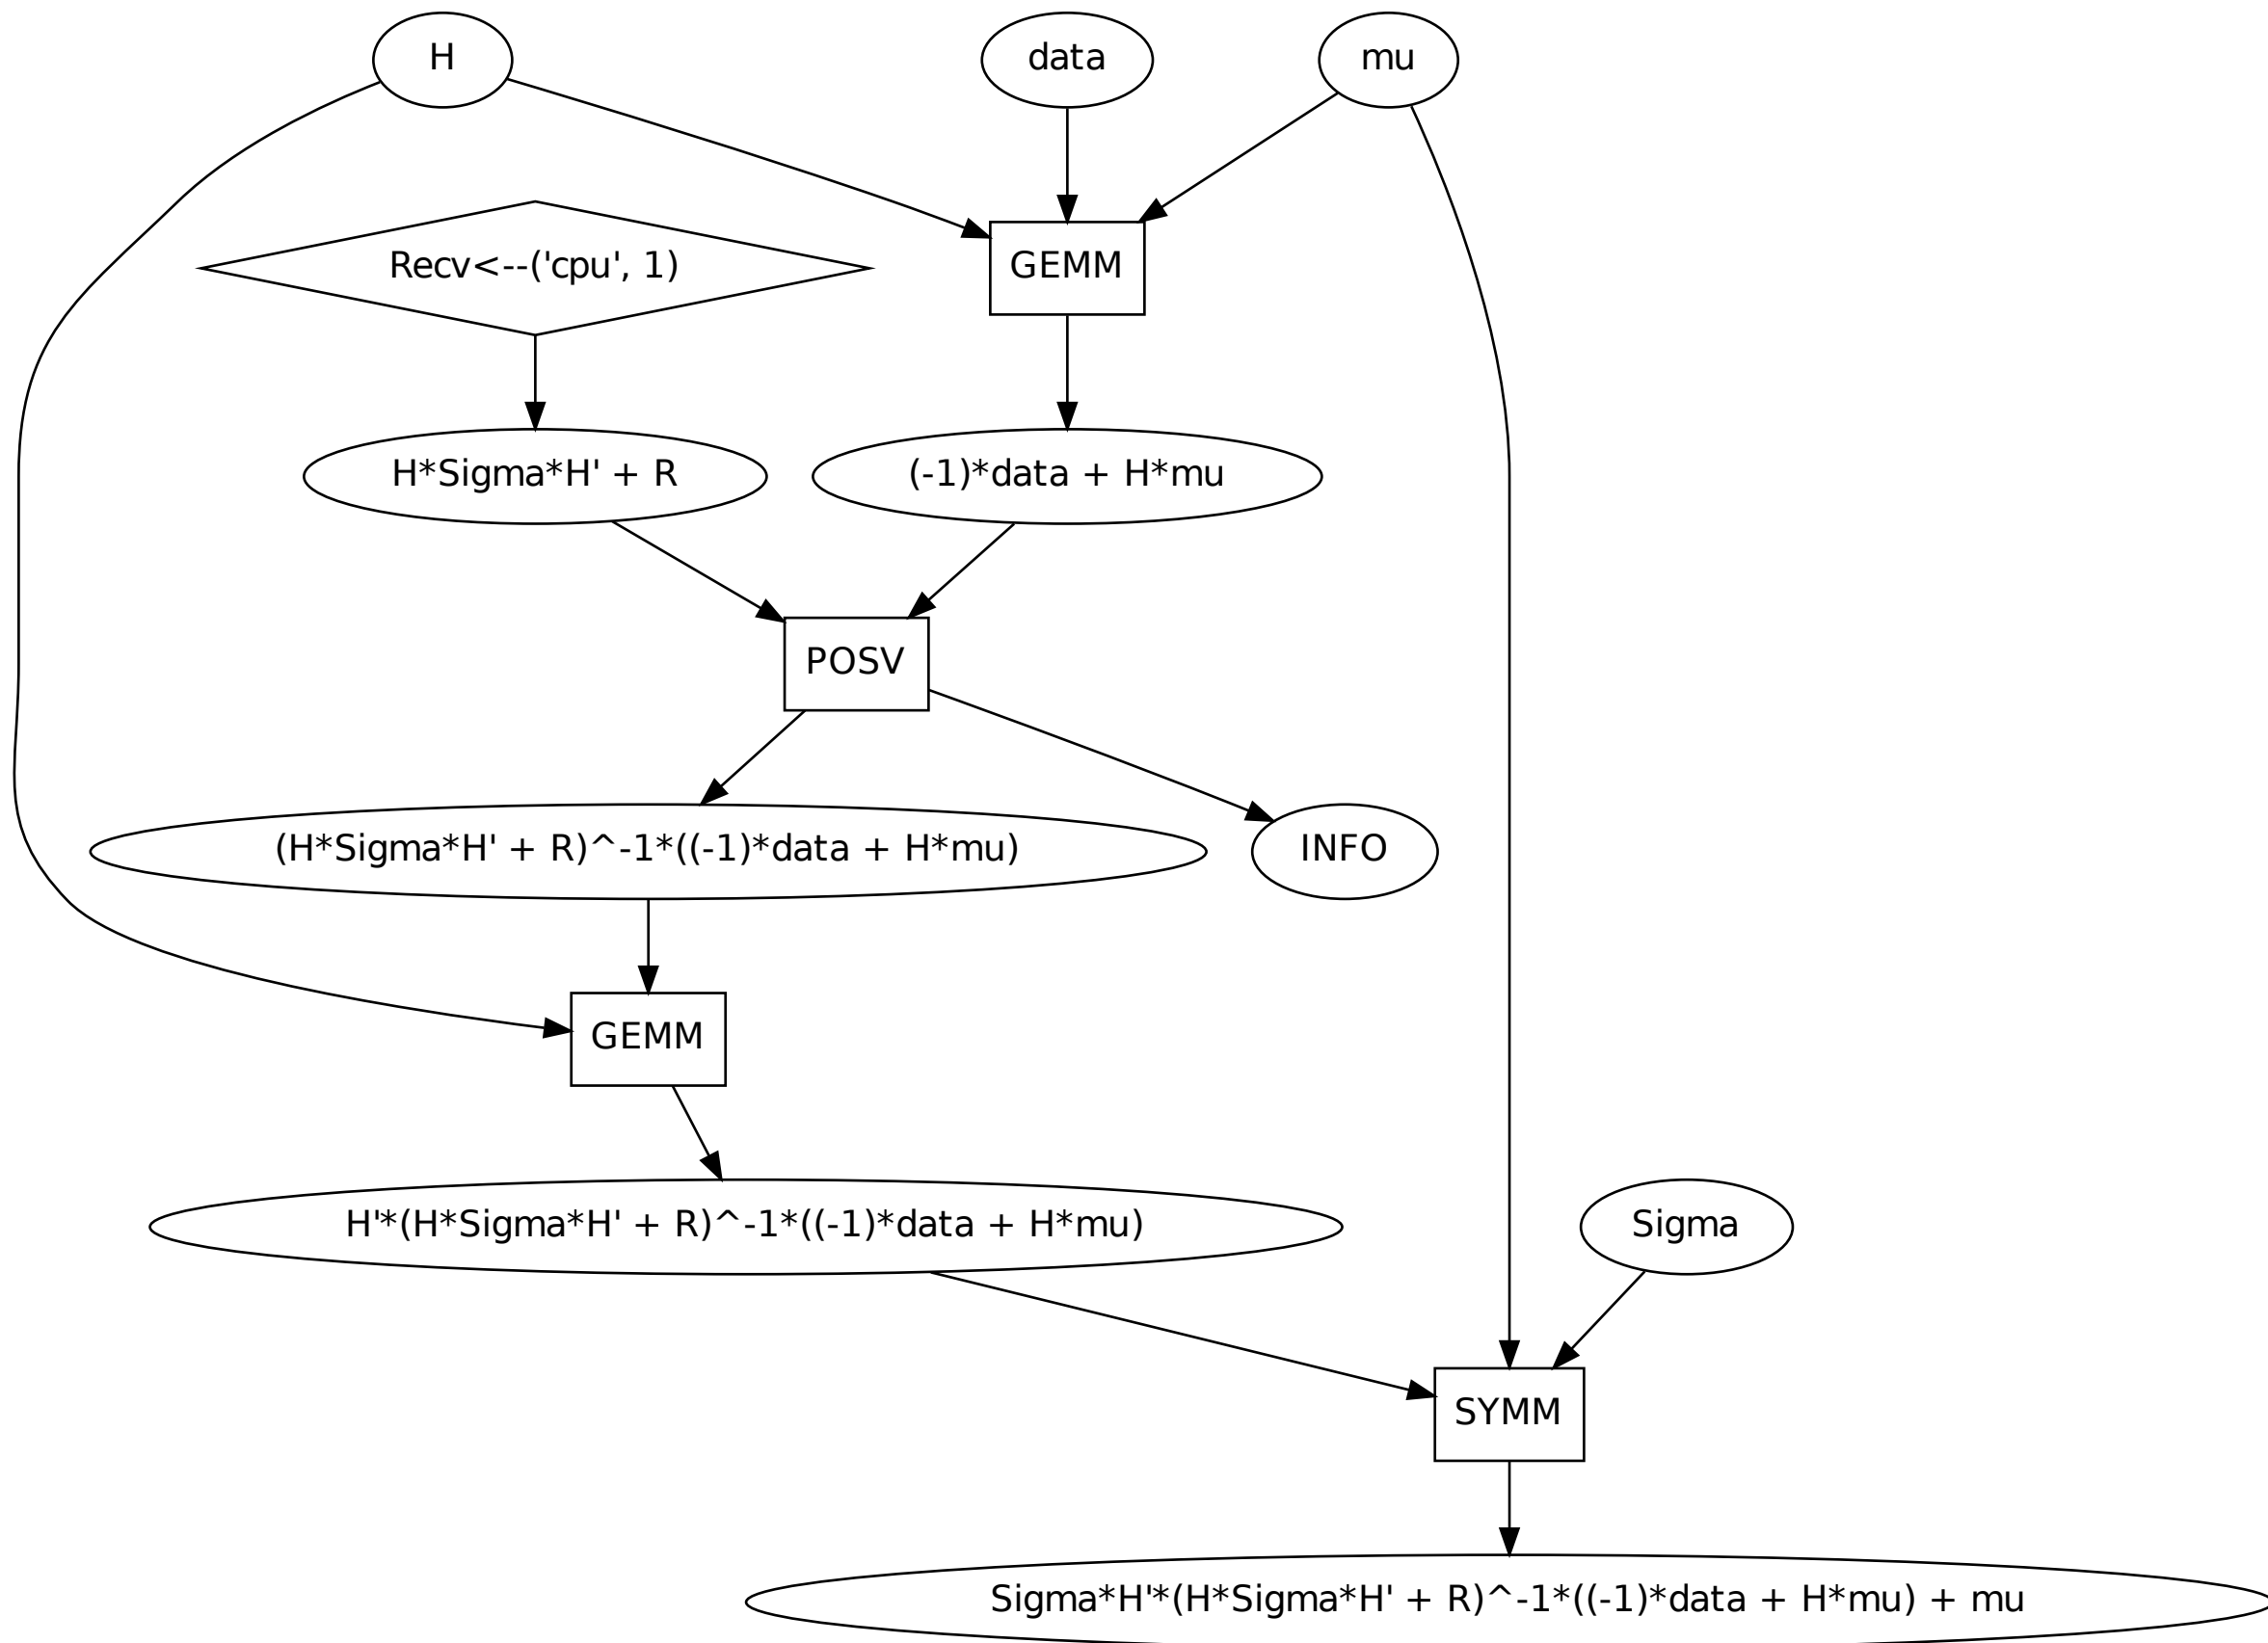 H
data
mu
Recv<--('cpu', 1)
GEMM
H*Sigma*H' + R
(-1)*data + H*mu
POSV
(H*Sigma*H' + R)^-1*((-1)*data + H*mu)
INFO
GEMM
H'*(H*Sigma*H' + R)^-1*((-1)*data + H*mu)
Sigma
SYMM
Sigma*H'*(H*Sigma*H' + R)^-1*((-1)*data + H*mu) + mu